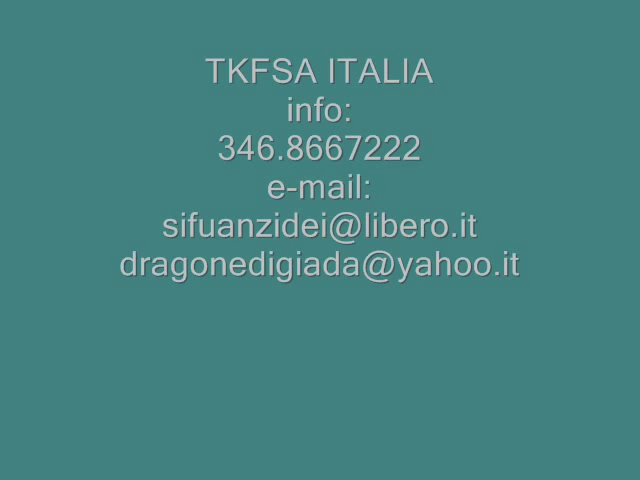 TKFSA ITALIA
info:
346.8667222
e-mail:
sifuanzidei@libero.it
dragonedigiada@yahoo.it